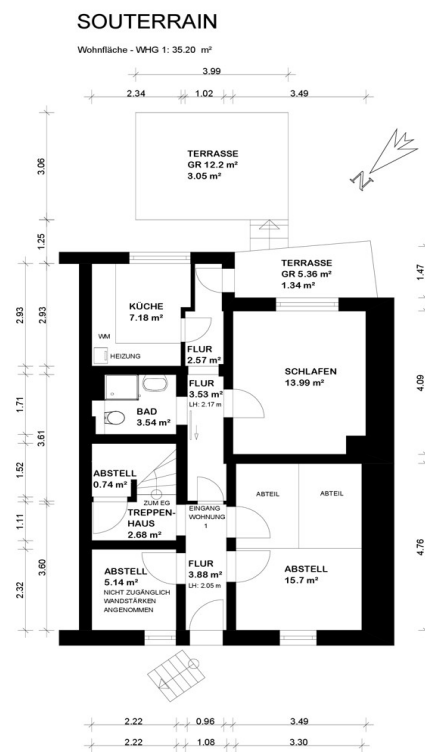 SOUTERRAIN
Wohnfläche - WHG 1: 35.20 m²
3.99
2.34 1.02 3.49
3.06
1.25
2.93 2.93
1.71
3.61
1.52
1.11
3.60
2.32
TERRASSE
GR 12.2 m²
3.05 m²
N
TERRASSE
GR 5.36 m²
1.34 m²
1.47
4.09
4.76
KÜCHE
7.18 m²
WM
HEIZUNG
FLUR
2.57 m²
FLUR
3.53 m²
LH: 2.17 m
SCHLAFEN
13.99 m²
BAD
3.54 m²
ABSTELL
0.74 m²
ZUM EG
TREPPEN-
HAUS
2.68 m²
EINGANG
WOHNUNG
1
ABTEIL ABTEIL
ABSTELL
5.14 m²
NICHT ZUGÄNGLICH
WANDSTÄRKEN
ANGENOMMEN
FLUR
3.88 m²
LH: 2.05 m
ABSTELL
15.7 m²
2.22 0.96 3.49
2.22 1.08 3.30